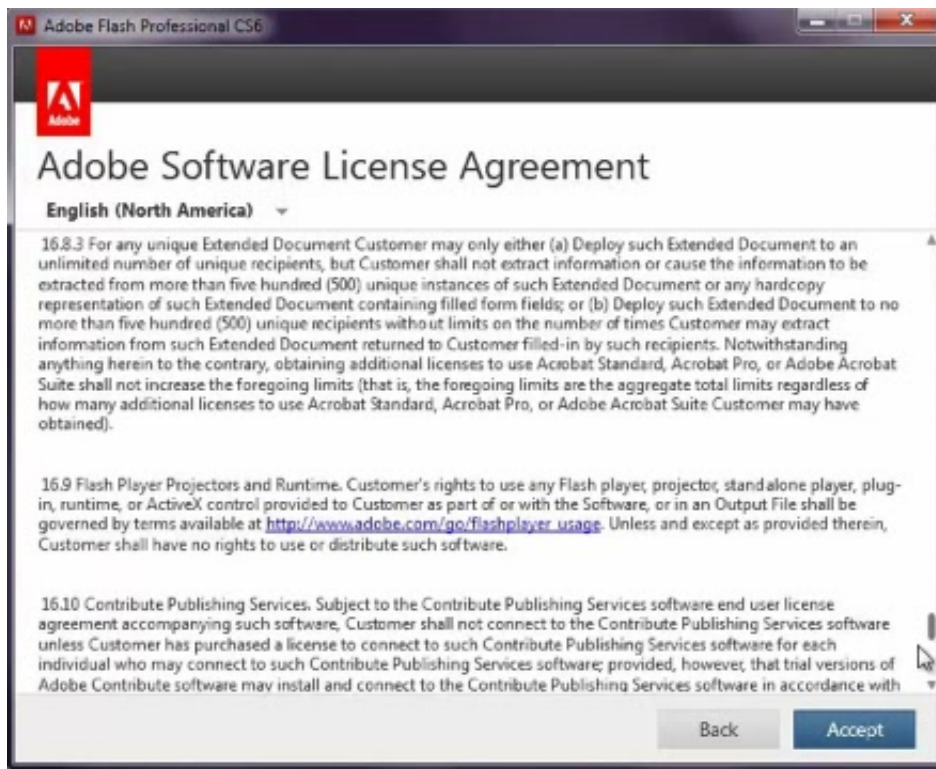 Adobe Flash Professional CS6
Adobe
Adobe Software License Agreement
English (North America)
16.8.3 For any unique Extended Document Customer may only either (a) Deploy such Extended Document to an
unlimited number of unique recipients, but Customer shall not extract information or cause the information to be
extracted from more than five hundred (500) unique instances of such Extended Document or any hardcopy
representation of such Extended Document containing filled form fields; or (b) Deploy such Extended Document to no
more than five hundred (500) unique recipients without limits on the number of times Customer may extract
information from such Extended Document returned to Customer filled-in by such recipients. Notwithstanding
anything herein to the contrary, obtaining additional licenses to use Acrobat Standard, Acrobat Pro, or Adobe Acrobat
Suite shall not increase the foregoing limits (that is, the foregoing limits are the aggregate total limits regardless of
how many additional licenses to use Acrobat Standard, Acrobat Pro, or Adobe Acrobat Suite Customer may have
obtained).
16.9 Flash Player Projectors and Runtime. Customer's rights to use any Flash player, projector, standalone player, plug-
in, runtime, or ActiveX control provided to Customer as part of or with the Software, or in an Output File shall be
governed by terms available at http://www.adobe.com/go/flashplayer_usage. Unless and except as provided therein,
Customer shall have no rights to use or distribute such software.
16.10 Contribute Publishing Services. Subject to the Contribute Publishing Services software end user license
agreement accompanying such software, Customer shall not connect to the Contribute Publishing Services software
unless Customer has purchased a license to connect to such Contribute Publishing Services software for each
individual who may connect to such Contribute Publishing Services software; provided, however, that trial versions of
Adobe Contribute software may install and connect to the Contribute Publishing Services software in accordance with
Back
Accept